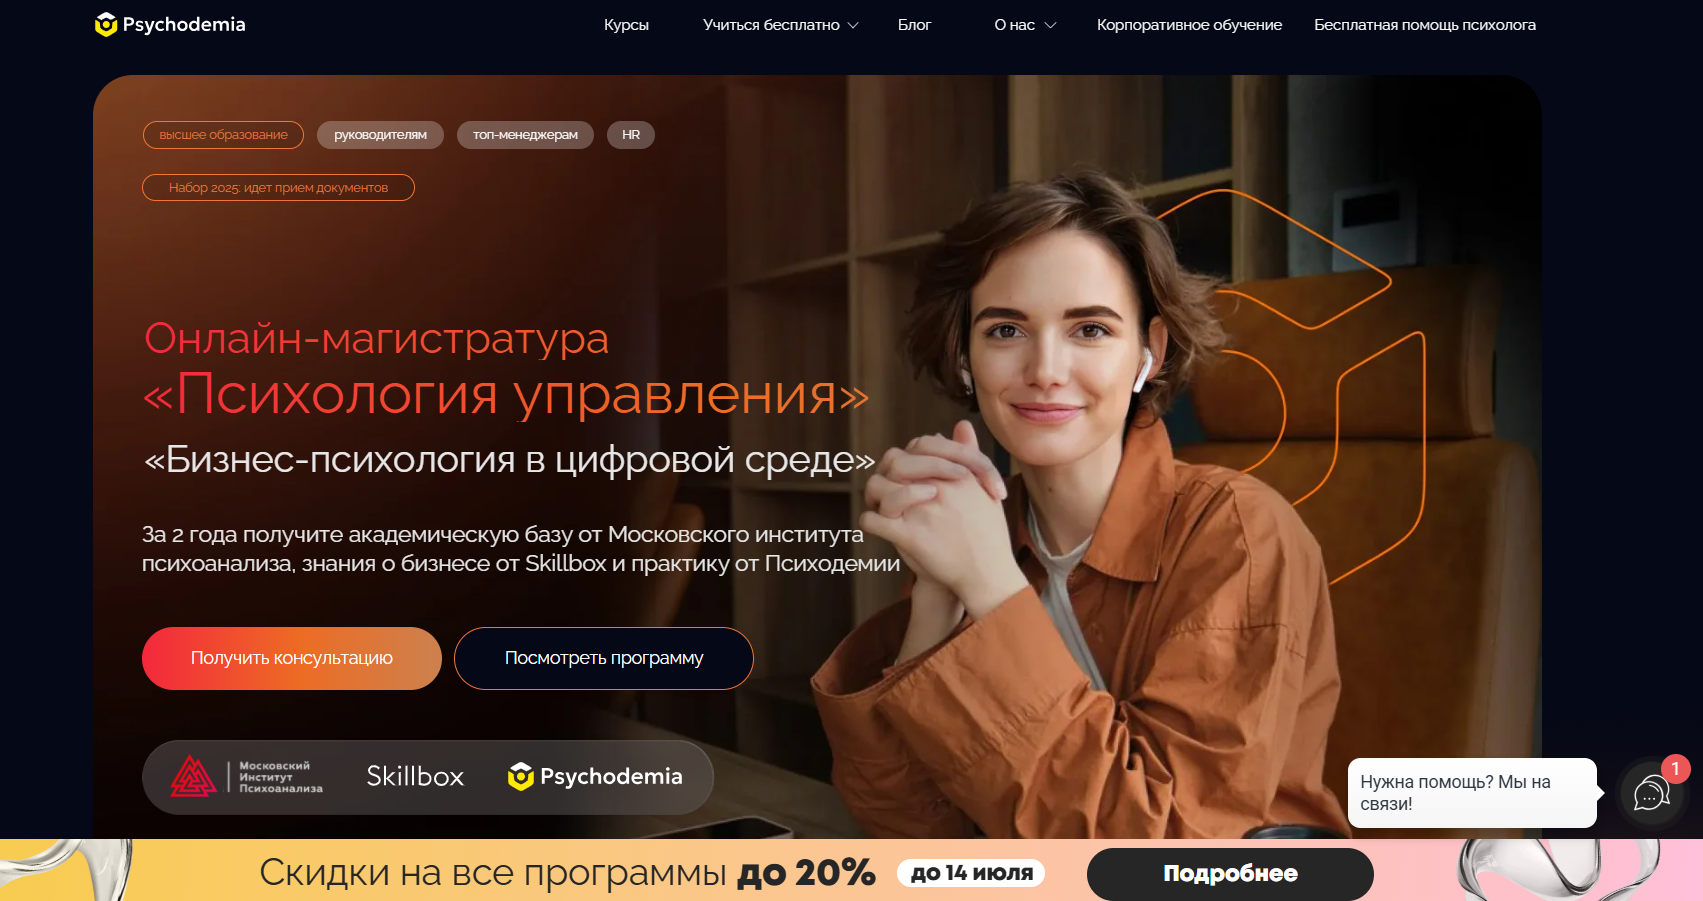 Psychodemia
Курсы
Учиться бесплатно
Блог
О нас
Корпоративное обучение
Бесплатная помощь психолога
высшее образование
руководителям
топ-менеджерам
HR
Набор 2025: идет прием документов
Онлайн-магистратура
«Психология управления»
«Бизнес-психология в цифровой среде»
За 2 года получите академическую базу от Московского института
психоанализа, знания о бизнесе от Skillbox и практику от Психодемии
Получить консультацию
Посмотреть программу
Московский
Институт
Психоанализа
Skillbox
Psychodemia
1
Нужна помощь? Мы на
связи!
Скидки на все программы до 20%
до 14 июля
Подробнее